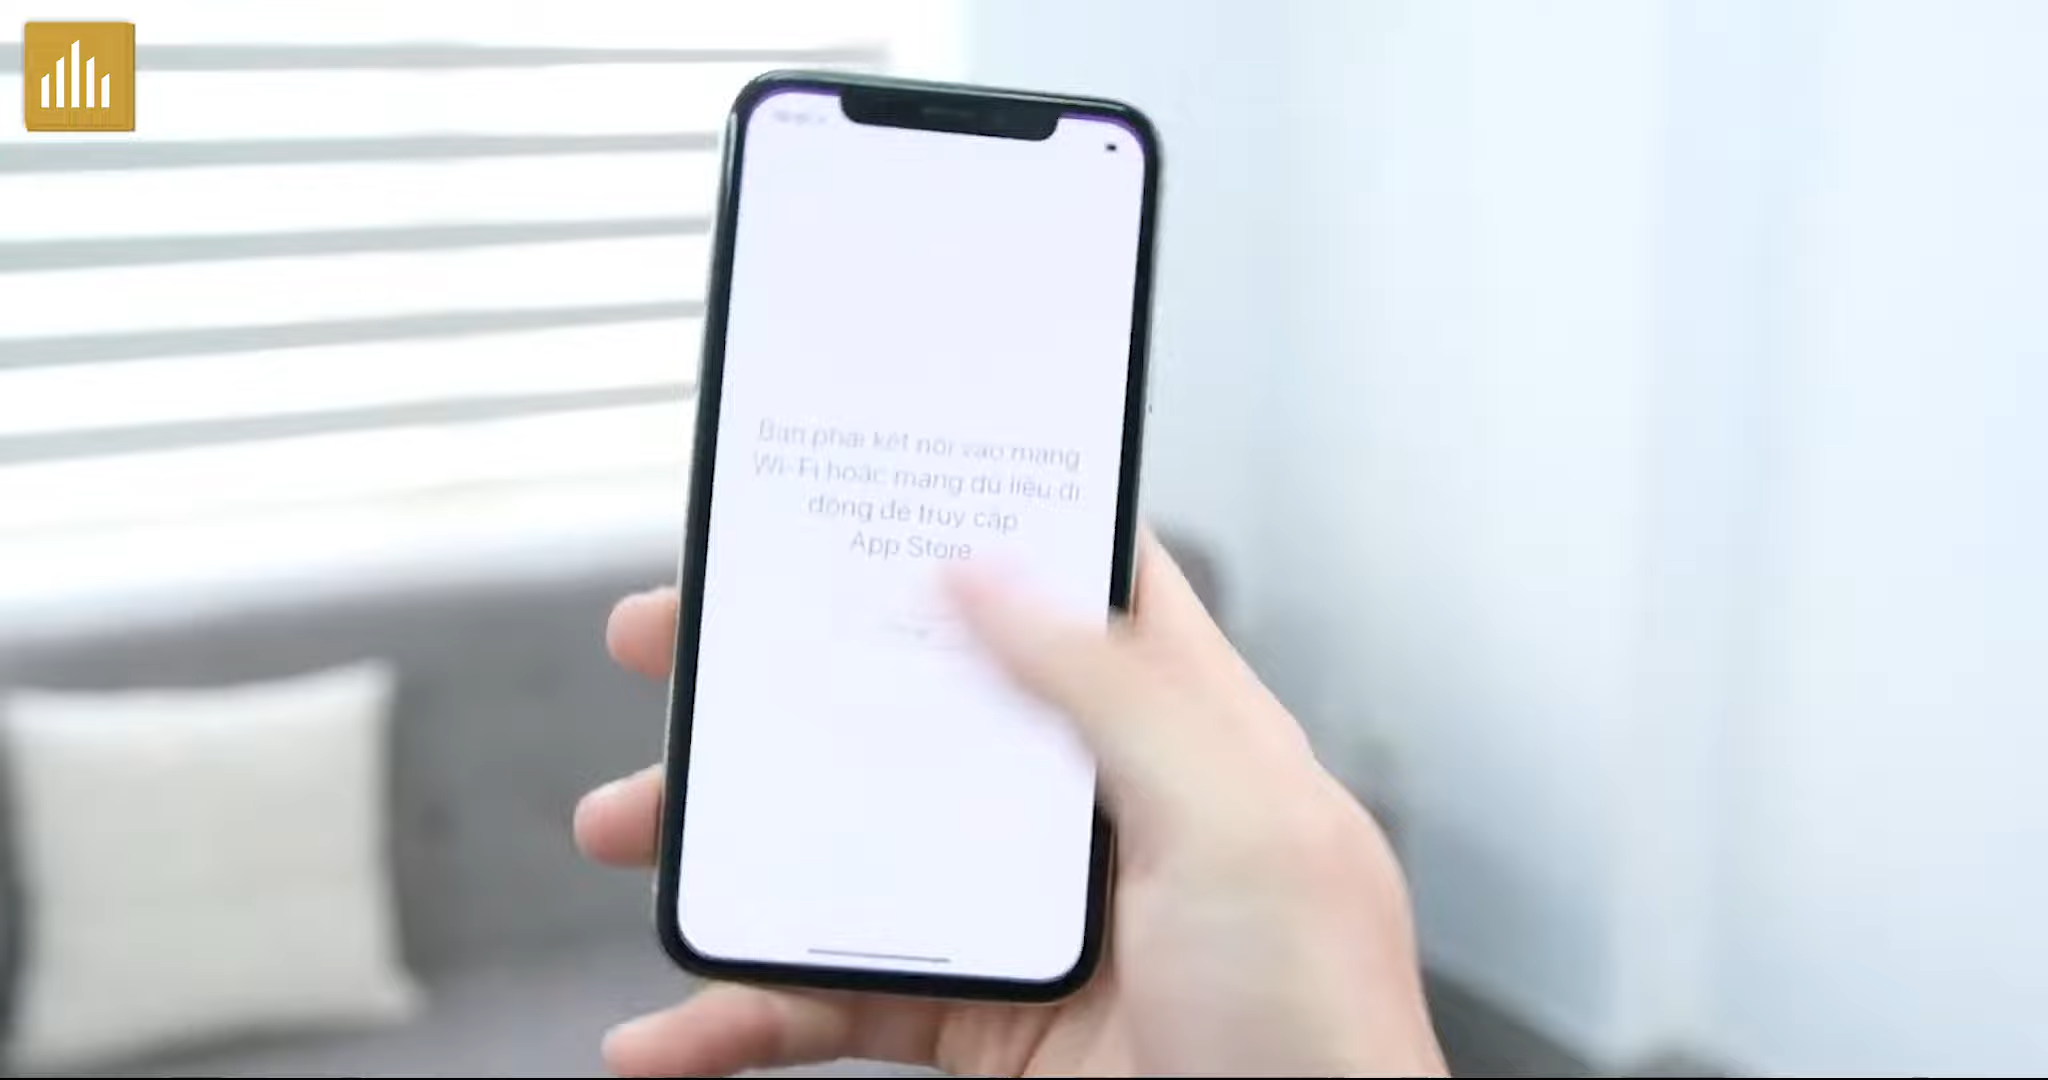 Bạn phải kết nối vào mạng
Wi-Fi hoặc mạng dữ liệu di
động để truy cập
App Store